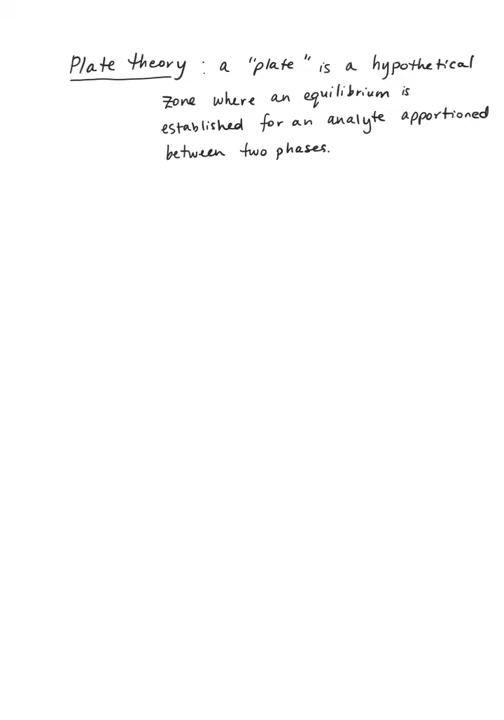 Plate theory : a "plate" is a hypothetical
zone where an equilibrium is
established for an analyte apportioned
between two phases.